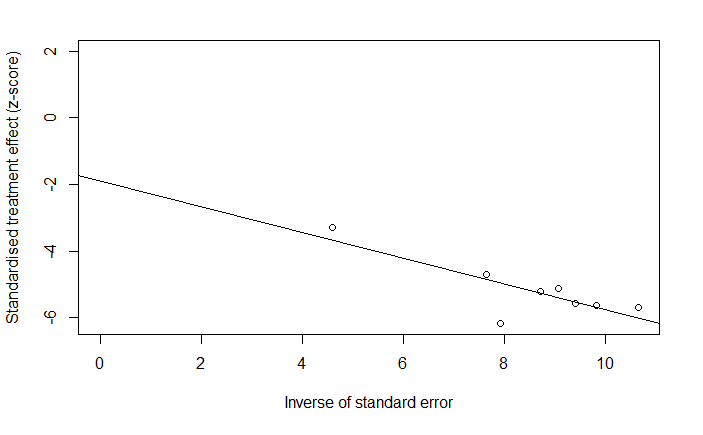 Standardised treatment effect (z-score)
2
0
-2
-4
-6
0 2 4 6 8 10
Inverse of standard error